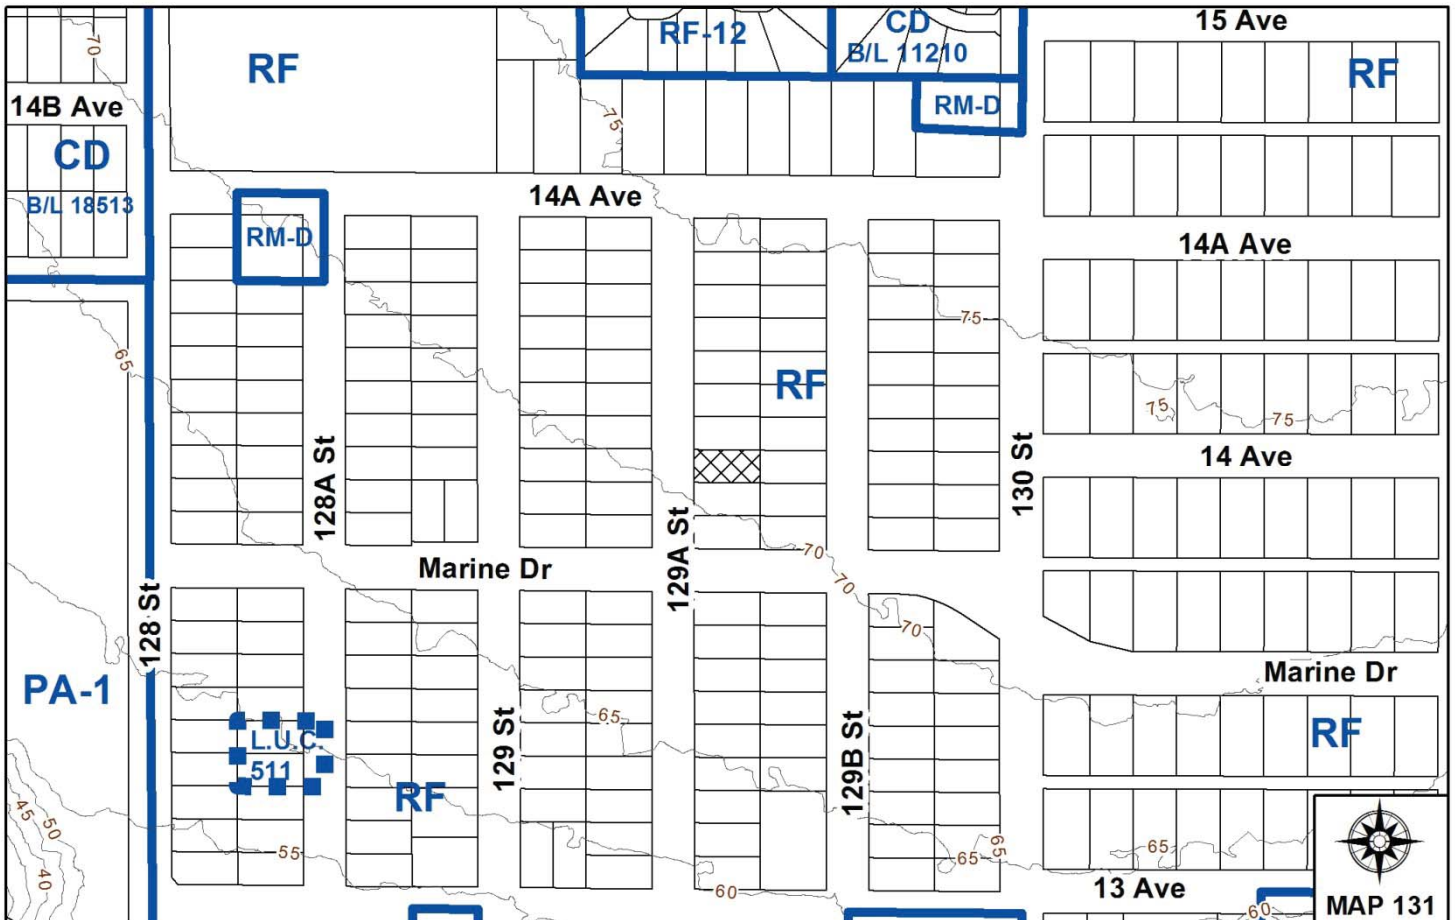 15 Ave
70
RF
RF-12
CD
B/L 11210
RF
14B Ave
RM-D
75
CD
B/L 18513
14A Ave
RM-D
14A Ave
75
65
RF
75
75
128A St
130 St
14 Ave
129A St
Marine Dr
70
70
128 St
70
PA-1
Marine Dr
65
129 St
129B St
L.U.C.
511
RF
RF
45
50
55
40
65
65
65
60
13 Ave
60
MAP 131